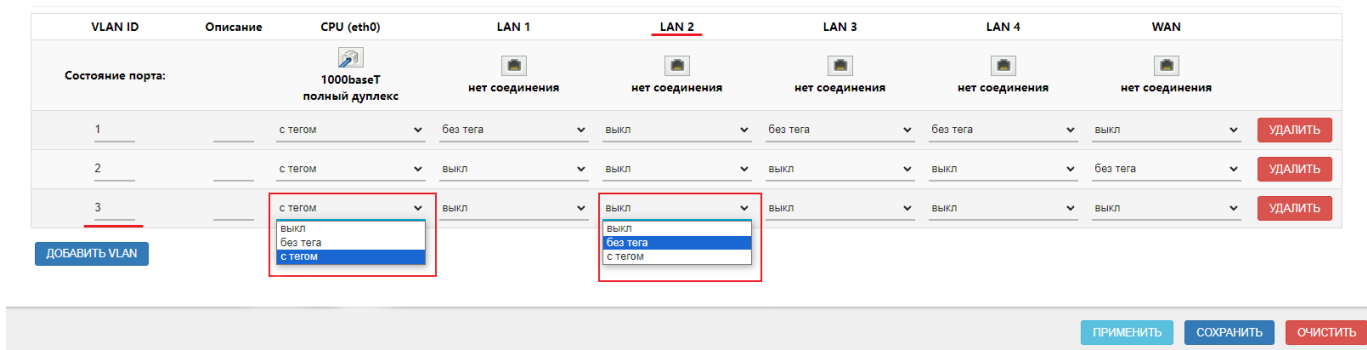 VLAN ID Описание CPU (eth0) LAN 1 LAN 2 LAN 3 LAN 4 WAN
Состояние порта: 1000baseT полный дуплекс нет соединения нет соединения нет соединения нет соединения нет соединения
1 с тегом без тега выкл без тега без тега выкл УДАЛИТЬ
2 с тегом выкл выкл выкл выкл без тега УДАЛИТЬ
3 с тегом выкл выкл выкл выкл выкл УДАЛИТЬ
выкл выкл
без тега без тега
с тегом с тегом
ДОБАВИТЬ VLAN
ПРИМЕНИТЬ СОХРАНИТЬ ОЧИСТИТЬ